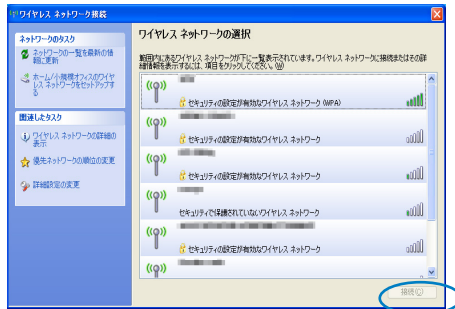 ワイヤレス ネットワーク接続
ネットワークのタスク
ネットワークの一覧を最新の情
報に更新
ホーム/小規模オフィスのワイヤ
レス ネットワークをセットアップす
る
関連したタスク
ワイヤレス ネットワークの詳細の
表示
優先ネットワークの順位の変更
詳細設定の変更
ワイヤレス ネットワークの選択
範囲内にあるワイヤレス ネットワークが下に一覧表示されています。ワイヤレス ネットワークに接続またはその詳
細情報を表示するには、項目をクリックしてください。(W)
セキュリティの設定が有効なワイヤレス ネットワーク (WPA)
セキュリティの設定が有効なワイヤレス ネットワーク
セキュリティの設定が有効なワイヤレス ネットワーク
セキュリティで保護されていないワイヤレス ネットワーク
セキュリティの設定が有効なワイヤレス ネットワーク
接続(C)